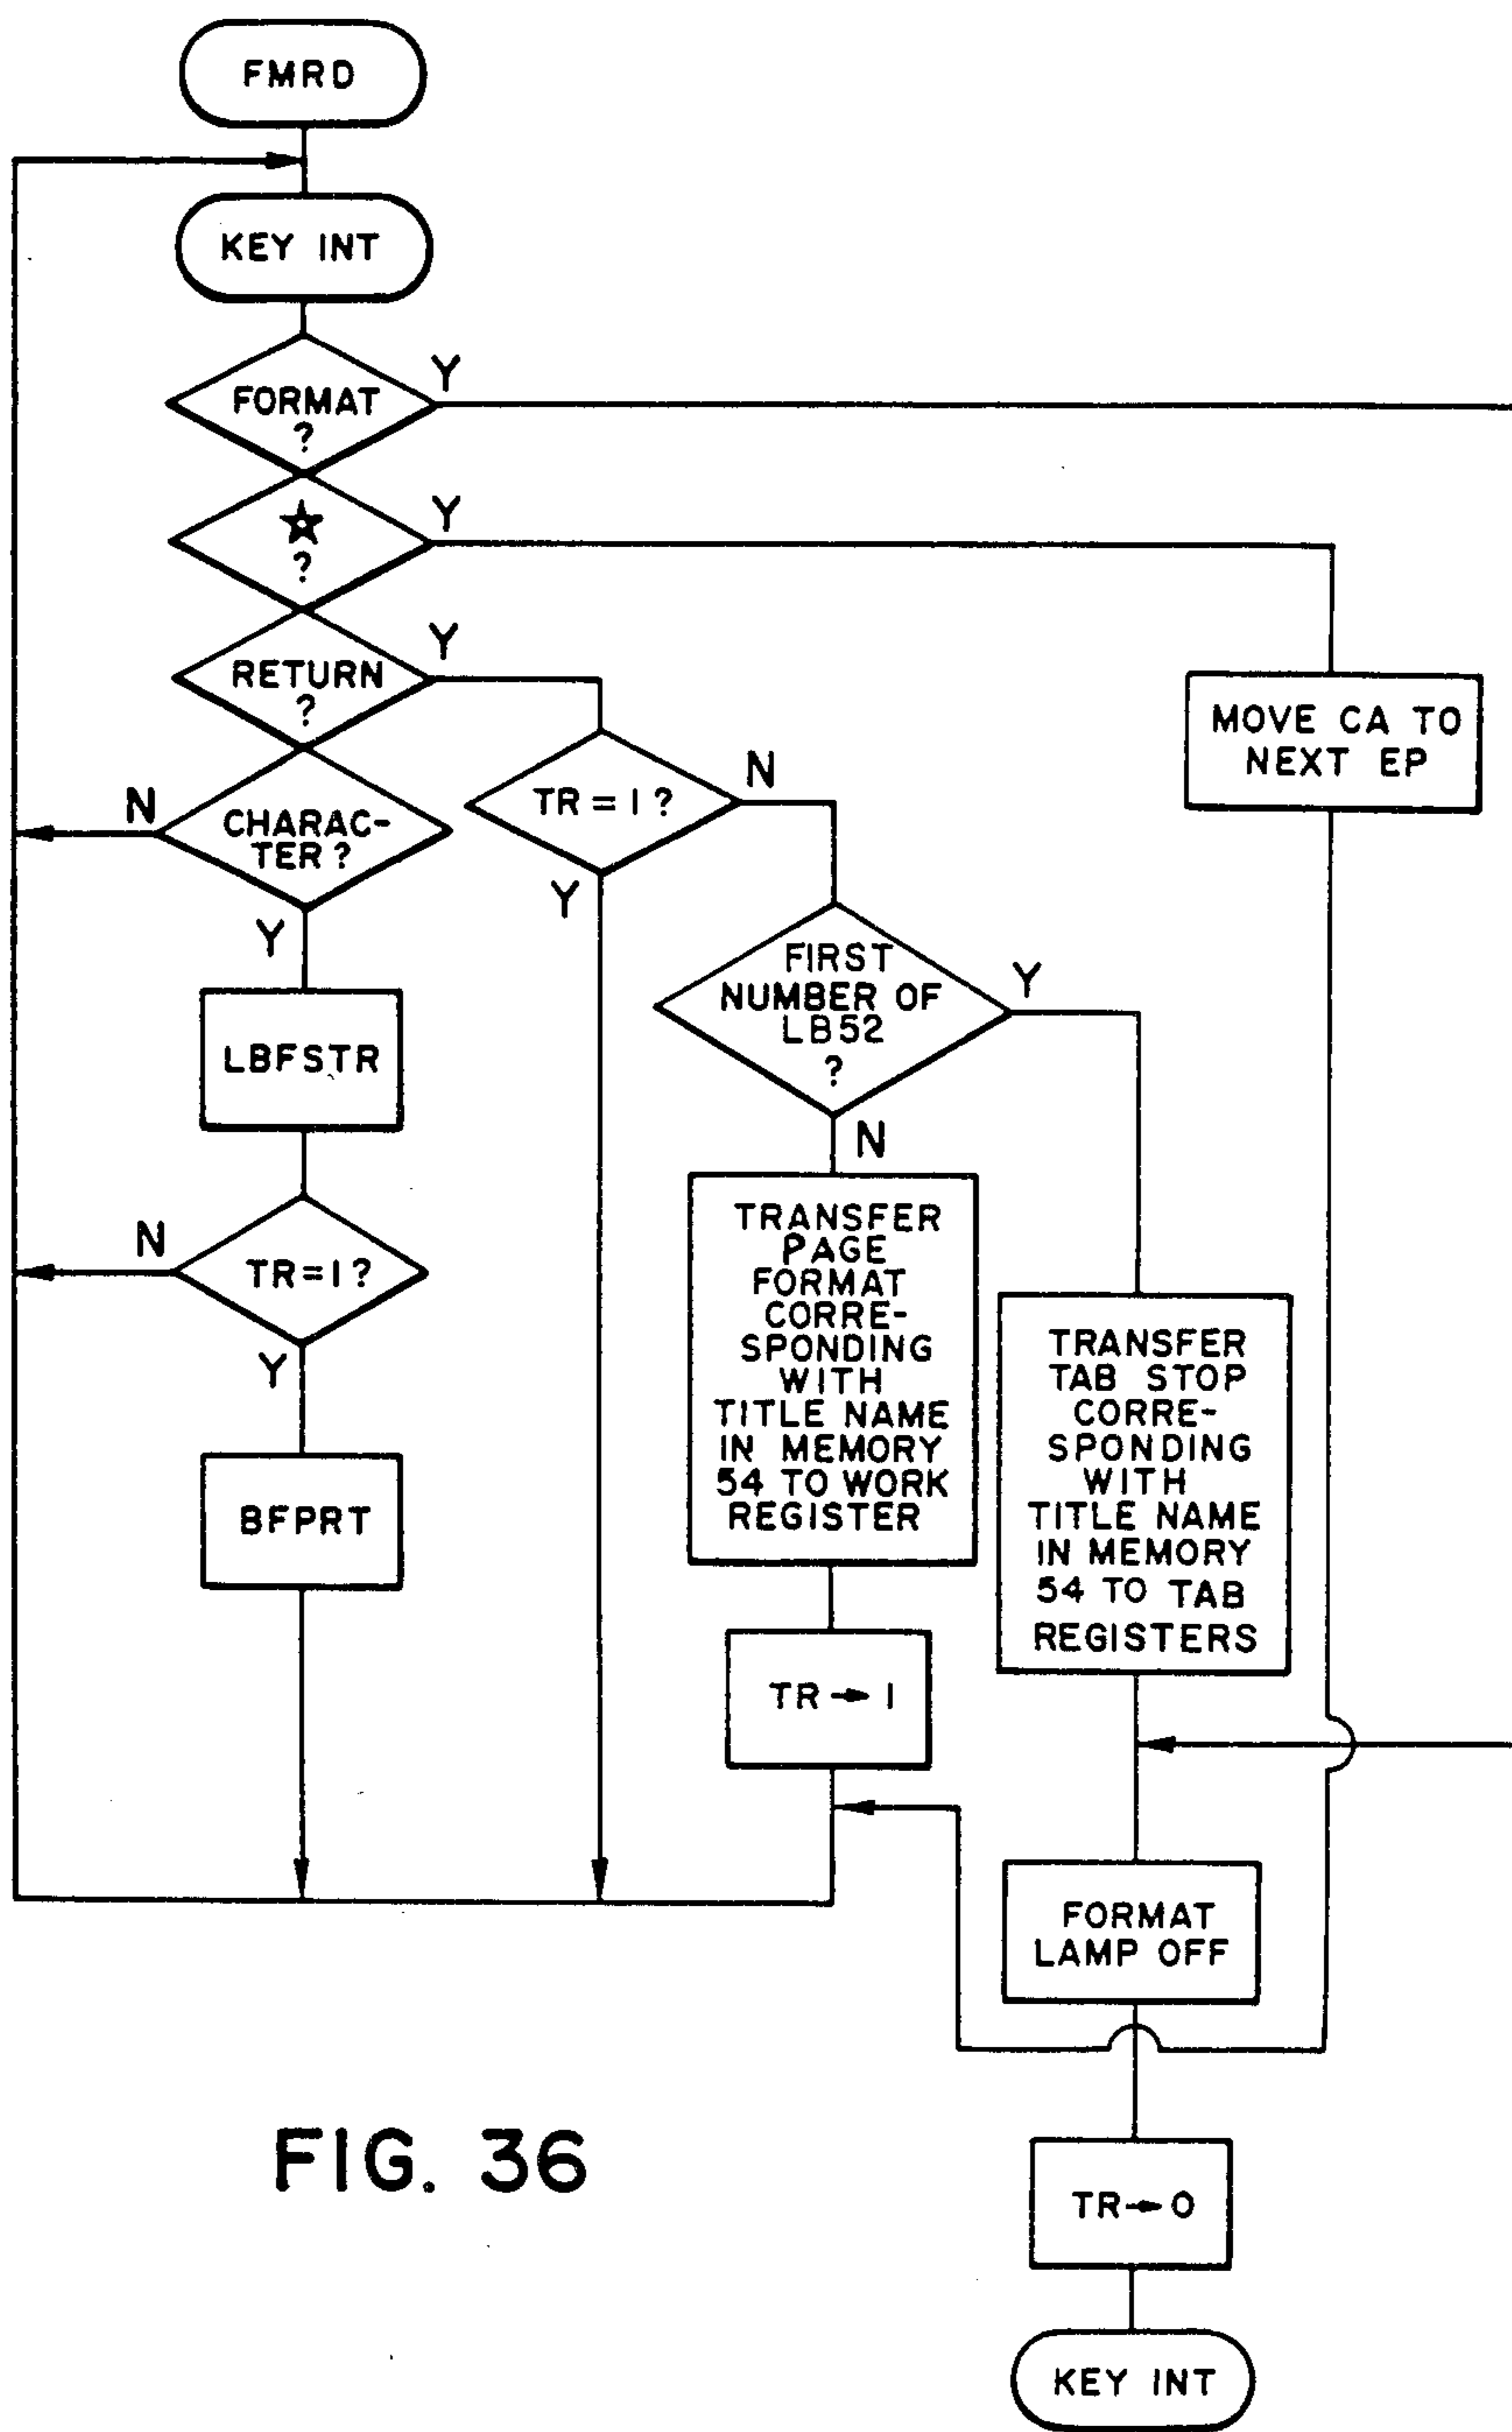 FMRD
KEY INT
FORMAT
?
Y
☆
?
Y
RETURN
?
Y
CHARAC-
TER?
N
Y
LBFSTR
TR=1?
N
Y
BFPRT
TR=1?
N
Y
FIRST
NUMBER OF
LB52
?
Y
N
TRANSFER
PAGE
FORMAT
CORRE-
SPONDING
WITH
TITLE NAME
IN MEMORY
54 TO WORK
REGISTER
TR→1
TRANSFER
TAB STOP
CORRE-
SPONDING
WITH
TITLE NAME
IN MEMORY
54 TO TAB
REGISTERS
MOVE CA TO
NEXT EP
FORMAT
LAMP OFF
TR→0
KEY INT
FIG. 36